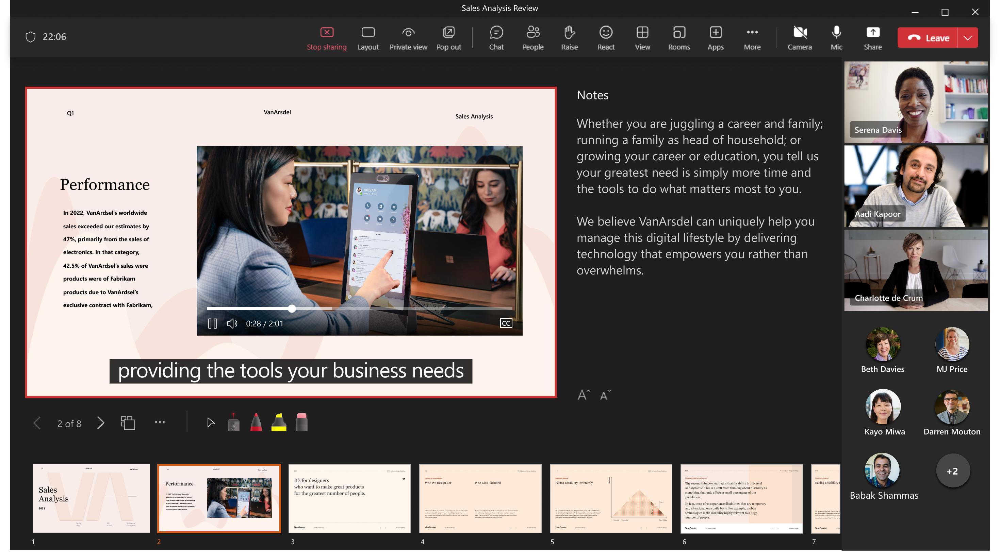 Sales Analysis Review
22:06
Stop sharing
Layout
Private view
Pop out
Chat
People
Raise
React
View
Rooms
Apps
More
Camera
Mic
Share
Leave
Q1
VanArsdel
Sales Analysis
Performance
In 2022, VanArdsel's worldwide
sales exceeded our estimates by
47%, primarily from the sales of
electronics. In that category,
42.5% of VanArdsel's sales were
products were of Fabrikam
products due to VanArdsel's
exclusive contract with Fabrikam,
10:05 AM
0:28 / 2:01
CC
providing the tools your business needs
Notes
Whether you are juggling a career and family;
running a family as head of household; or
growing your career or education, you tell us
your greatest need is simply more time and
the tools to do what matters most to you.
We believe VanArsdel can uniquely help you
manage this digital lifestyle by delivering
technology that empowers you rather than
overwhelms.
A A
Serena Davis
Aadi Kapoor
Charlotte de Crum
Beth Davies
MJ Price
Kayo Miwa
Darren Mouton
Babak Shammas
+2
2 of 8
Sales
Analysis
2021
1
Q1
VanArsdel
Sales Analysis
Performance
2
It's for designers
who want to make great products
for the greatest number of people.
"
VanArsdel
3
Who We Design For
Who Gets Excluded
VanArsdel
4
Seeing Disability Differently
VanArsdel
5
The second thing we learned is that disability is universal
and dynamic. This is a shift from thinking about disability as
something that only affects a small percentage of the
population.
In fact, most of us experience disabilities that are temporary
and situational on a daily basis. For example, mobile
technologies make disability highly relevant to a huge
number of people.
VanArsdel
6
Seeing Disability
VanArsdel
7